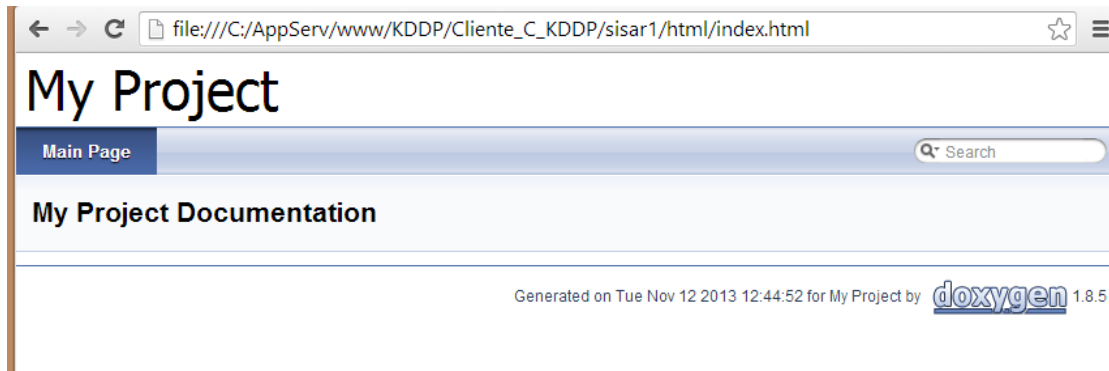 file:///C:/AppServ/www/KDDP/Cliente_C_KDDP/sisar1/html/index.html
My Project
Main Page
Search
My Project Documentation
Generated on Tue Nov 12 2013 12:44:52 for My Project by doxygen 1.8.5